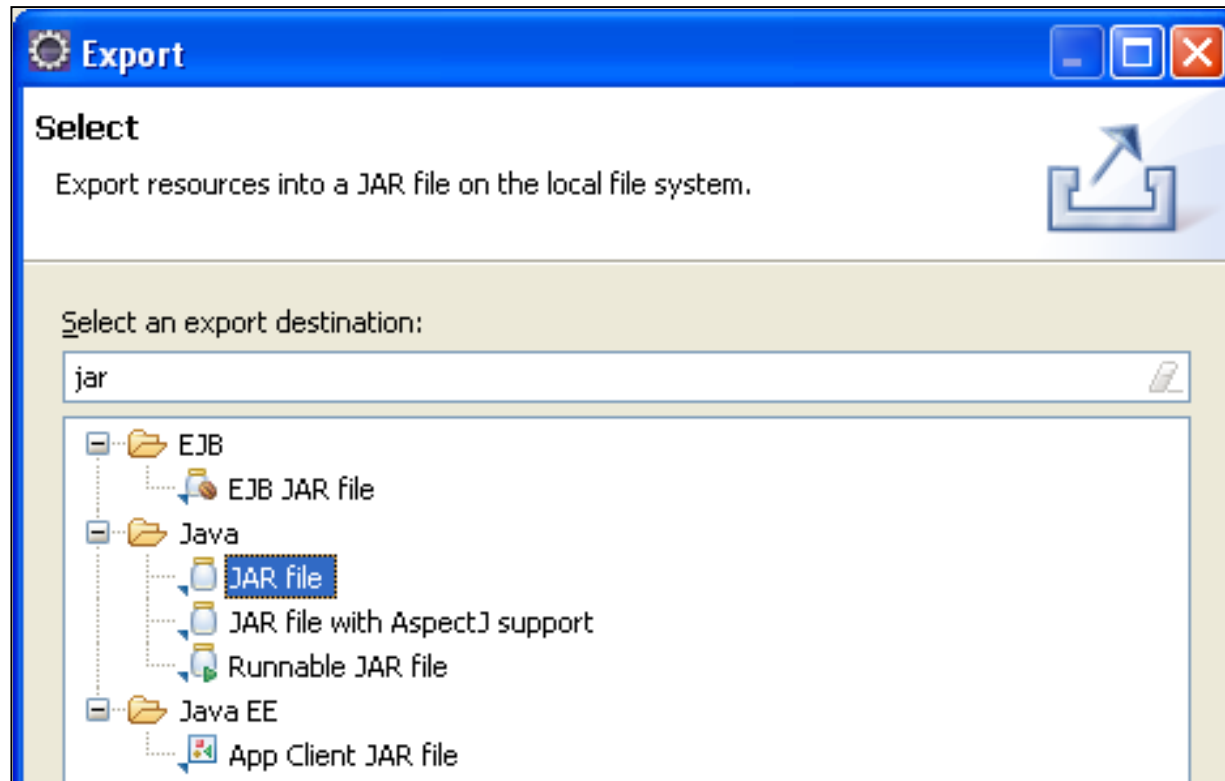 Export
Select
Export resources into a JAR file on the local file system.
Select an export destination:
jar
EJB
EJB JAR file
Java
JAR file
JAR file with AspectJ support
Runnable JAR file
Java EE
App Client JAR file